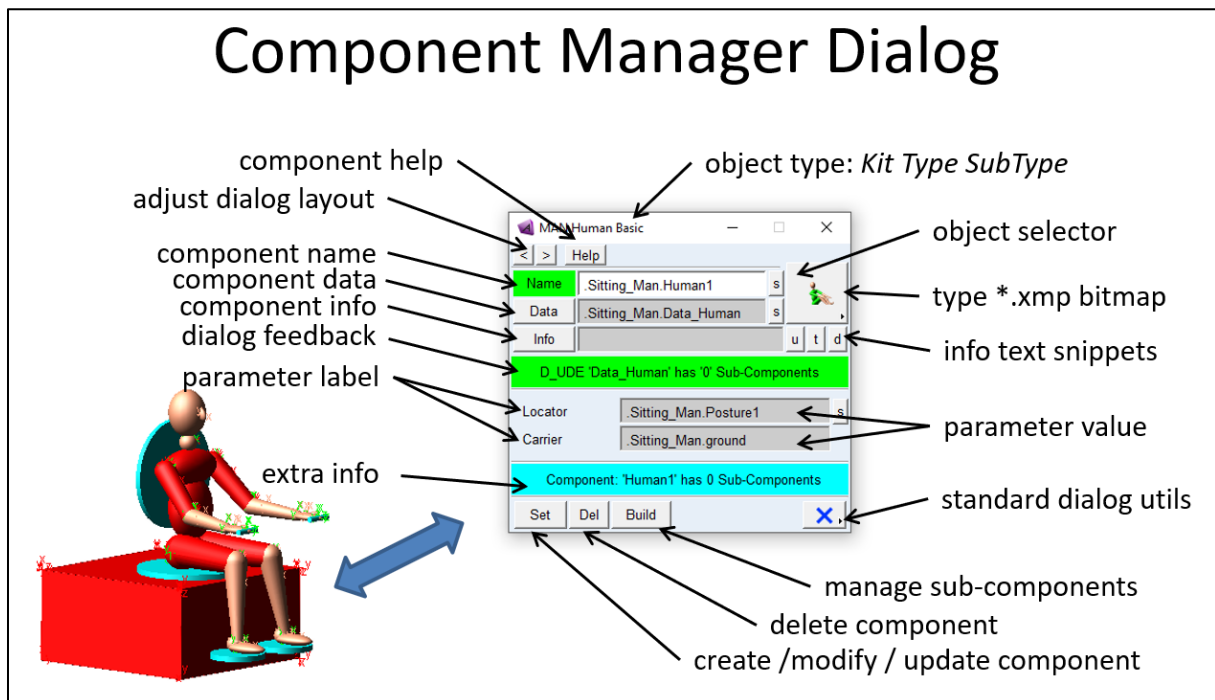 Component Manager Dialog
component help
object type: Kit Type SubType
adjust dialog layout
MAN Human Basic
object selector
< > Help
component name
Name .Sitting_Man.Human1 s
component data
Data .Sitting_Man.Data_Human s
type *.xmp bitmap
component info
Info u t d
info text snippets
dialog feedback
D_UDE 'Data_Human' has '0' Sub-Components
parameter label
Locator .Sitting_Man.Posture1 s
parameter value
Carrier .Sitting_Man.ground
extra info
Component: 'Human1' has 0 Sub-Components
standard dialog utils
Set Del Build
manage sub-components
delete component
create /modify / update component